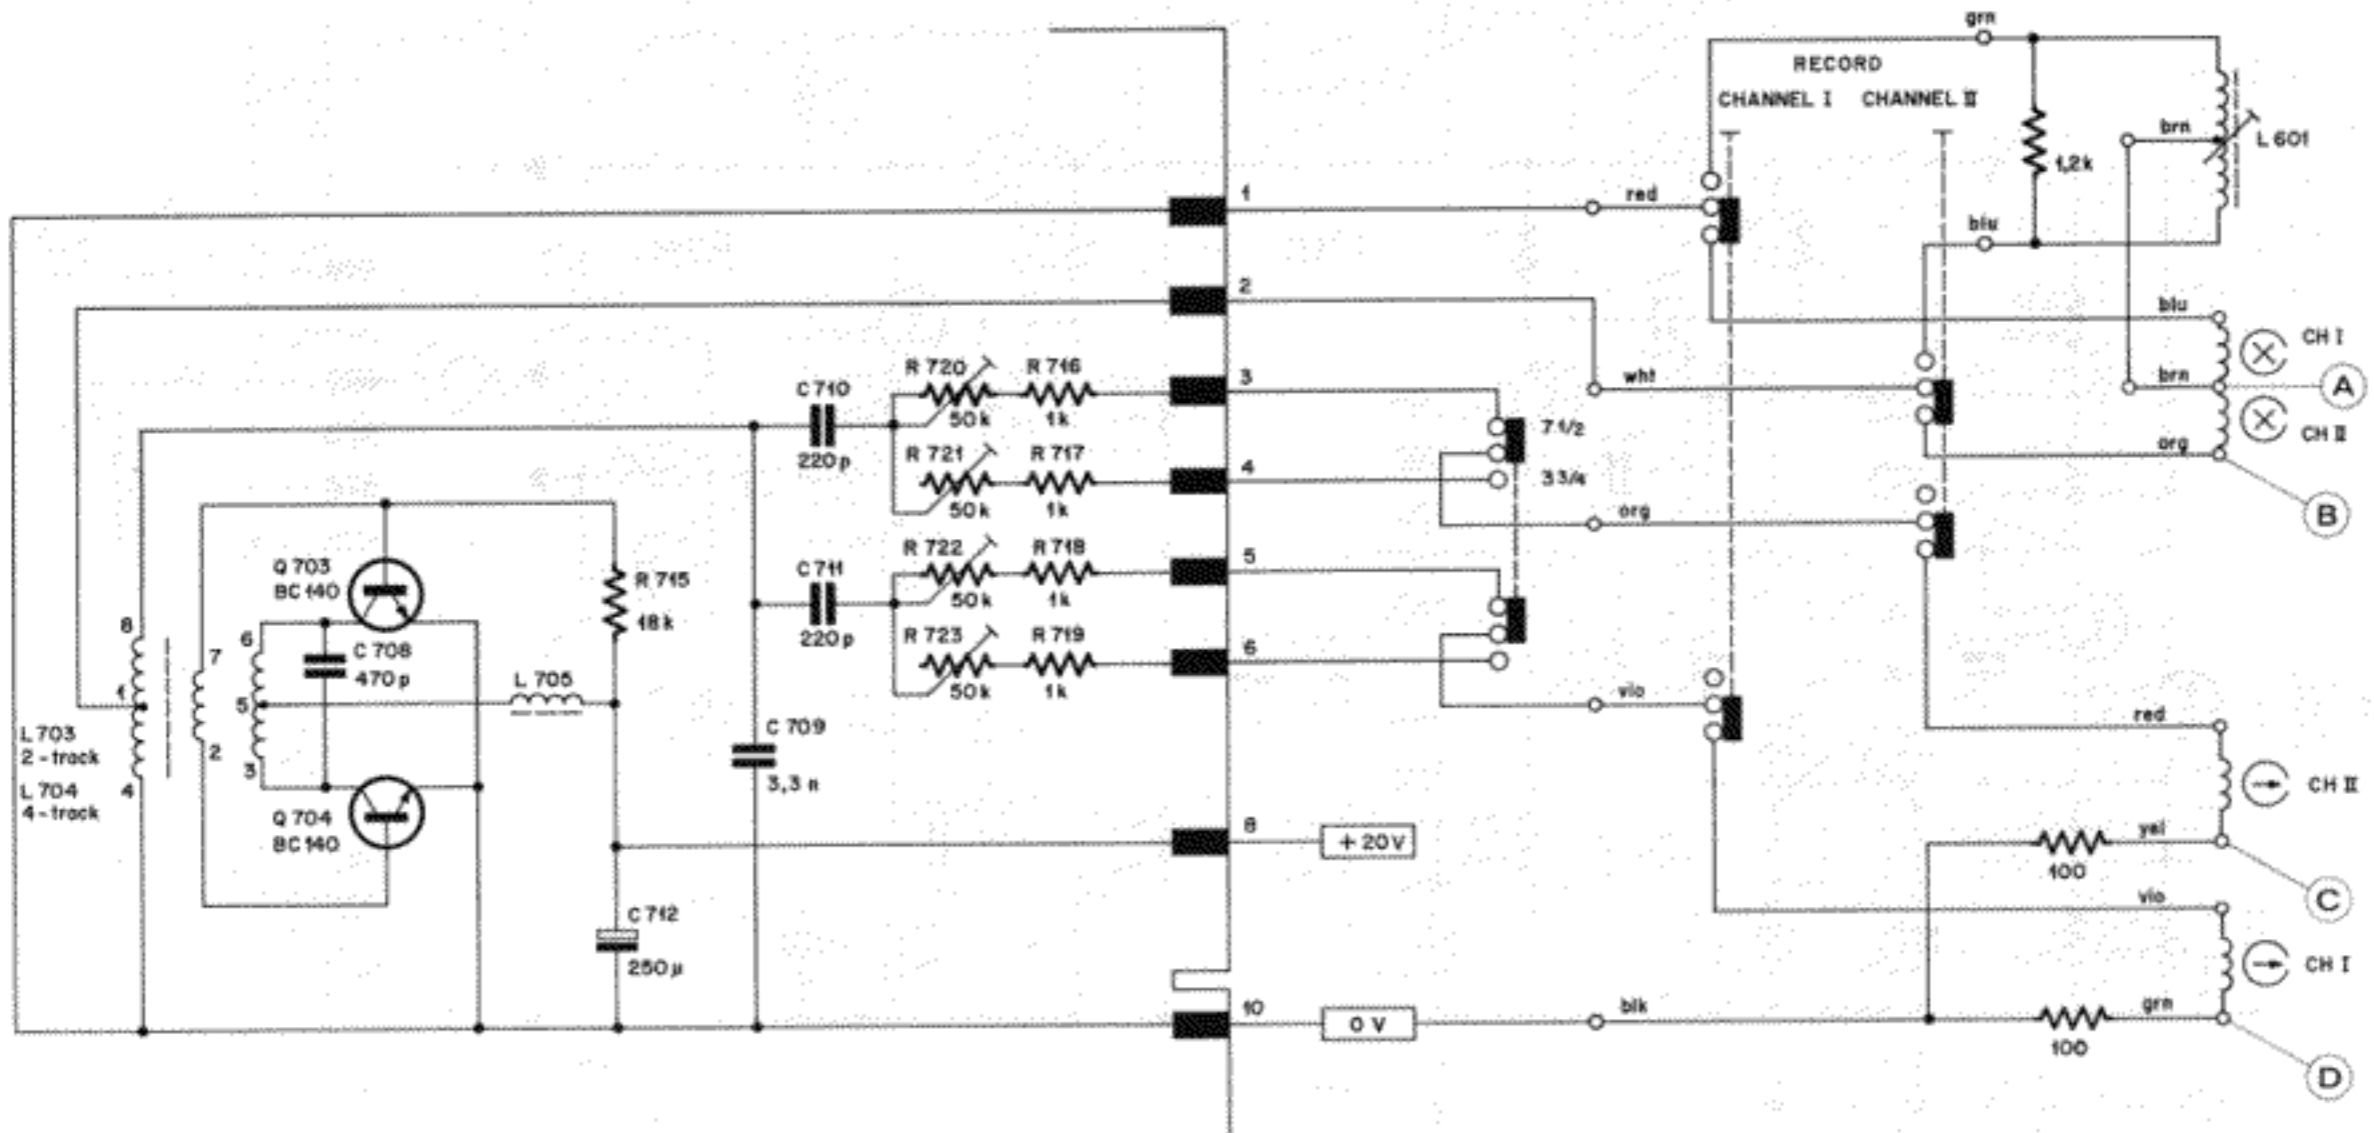 grn
RECORD
CHANNEL I CHANNEL II
brn
L 601
1,2k
1
red
blu
2
blu
CH I
R 720
R 716
3
C 710
wht
brn
A
50k
1k
7 1/2
220p
R 721
R 717
CH II
org
4
3 3/4
50k
1k
org
B
R 722
R 718
5
Q 703
BC 140
C 711
R 715
18k
50k
1k
220p
R 723
R 719
8
6
C 708
470p
7
6
L 705
50k
1k
vio
1
5
red
C 709
L 703
2-track
2
3
3,3n
L 704
4-track
4
CH II
Q 704
BC 140
8
+20V
yel
100
C
vio
C 712
250µ
CH I
10
0 V
blk
grn
100
D